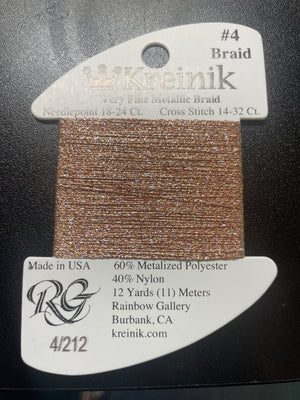 #4
Braid
Kreinik
Very Fine Metallic Braid
Needlepoint 18-24 Ct.
Cross Stitch 14-32 Ct.
Made in USA
RG
4/212
60% Metalized Polyester
40% Nylon
12 Yards (11) Meters
Rainbow Gallery
Burbank, CA
kreinik.com